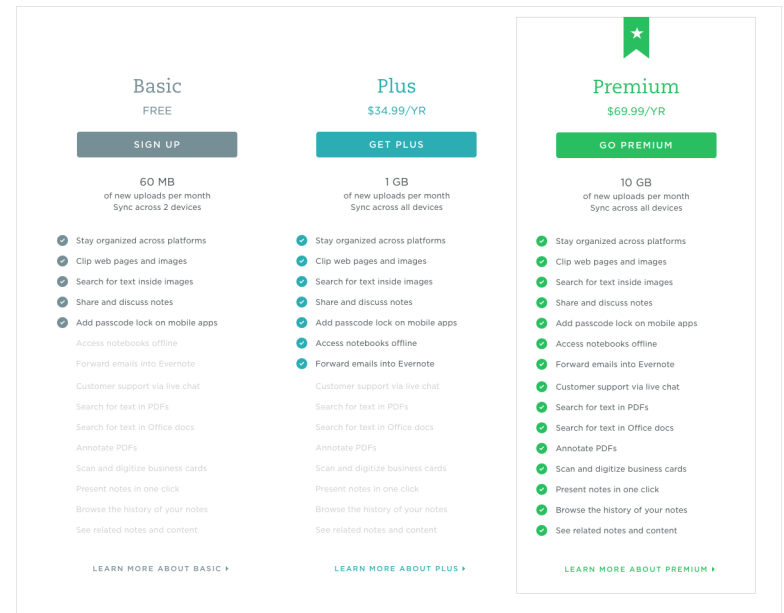 Basic
FREE
SIGN UP
60 MB
of new uploads per month
Sync across 2 devices
Stay organized across platforms
Clip web pages and images
Search for text inside images
Share and discuss notes
Add passcode lock on mobile apps
Access notebooks offline
Forward emails into Evernote
Customer support via live chat
Search for text in PDFs
Search for text in Office docs
Annotate PDFs
Scan and digitize business cards
Present notes in one click
Browse the history of your notes
See related notes and content
LEARN MORE ABOUT BASIC
Plus
$34.99/YR
GET PLUS
1 GB
of new uploads per month
Sync across all devices
Stay organized across platforms
Clip web pages and images
Search for text inside images
Share and discuss notes
Add passcode lock on mobile apps
Access notebooks offline
Forward emails into Evernote
Customer support via live chat
Search for text in PDFs
Search for text in Office docs
Annotate PDFs
Scan and digitize business cards
Present notes in one click
Browse the history of your notes
See related notes and content
LEARN MORE ABOUT PLUS
Premium
$69.99/YR
GO PREMIUM
10 GB
of new uploads per month
Sync across all devices
Stay organized across platforms
Clip web pages and images
Search for text inside images
Share and discuss notes
Add passcode lock on mobile apps
Access notebooks offline
Forward emails into Evernote
Customer support via live chat
Search for text in PDFs
Search for text in Office docs
Annotate PDFs
Scan and digitize business cards
Present notes in one click
Browse the history of your notes
See related notes and content
LEARN MORE ABOUT PREMIUM